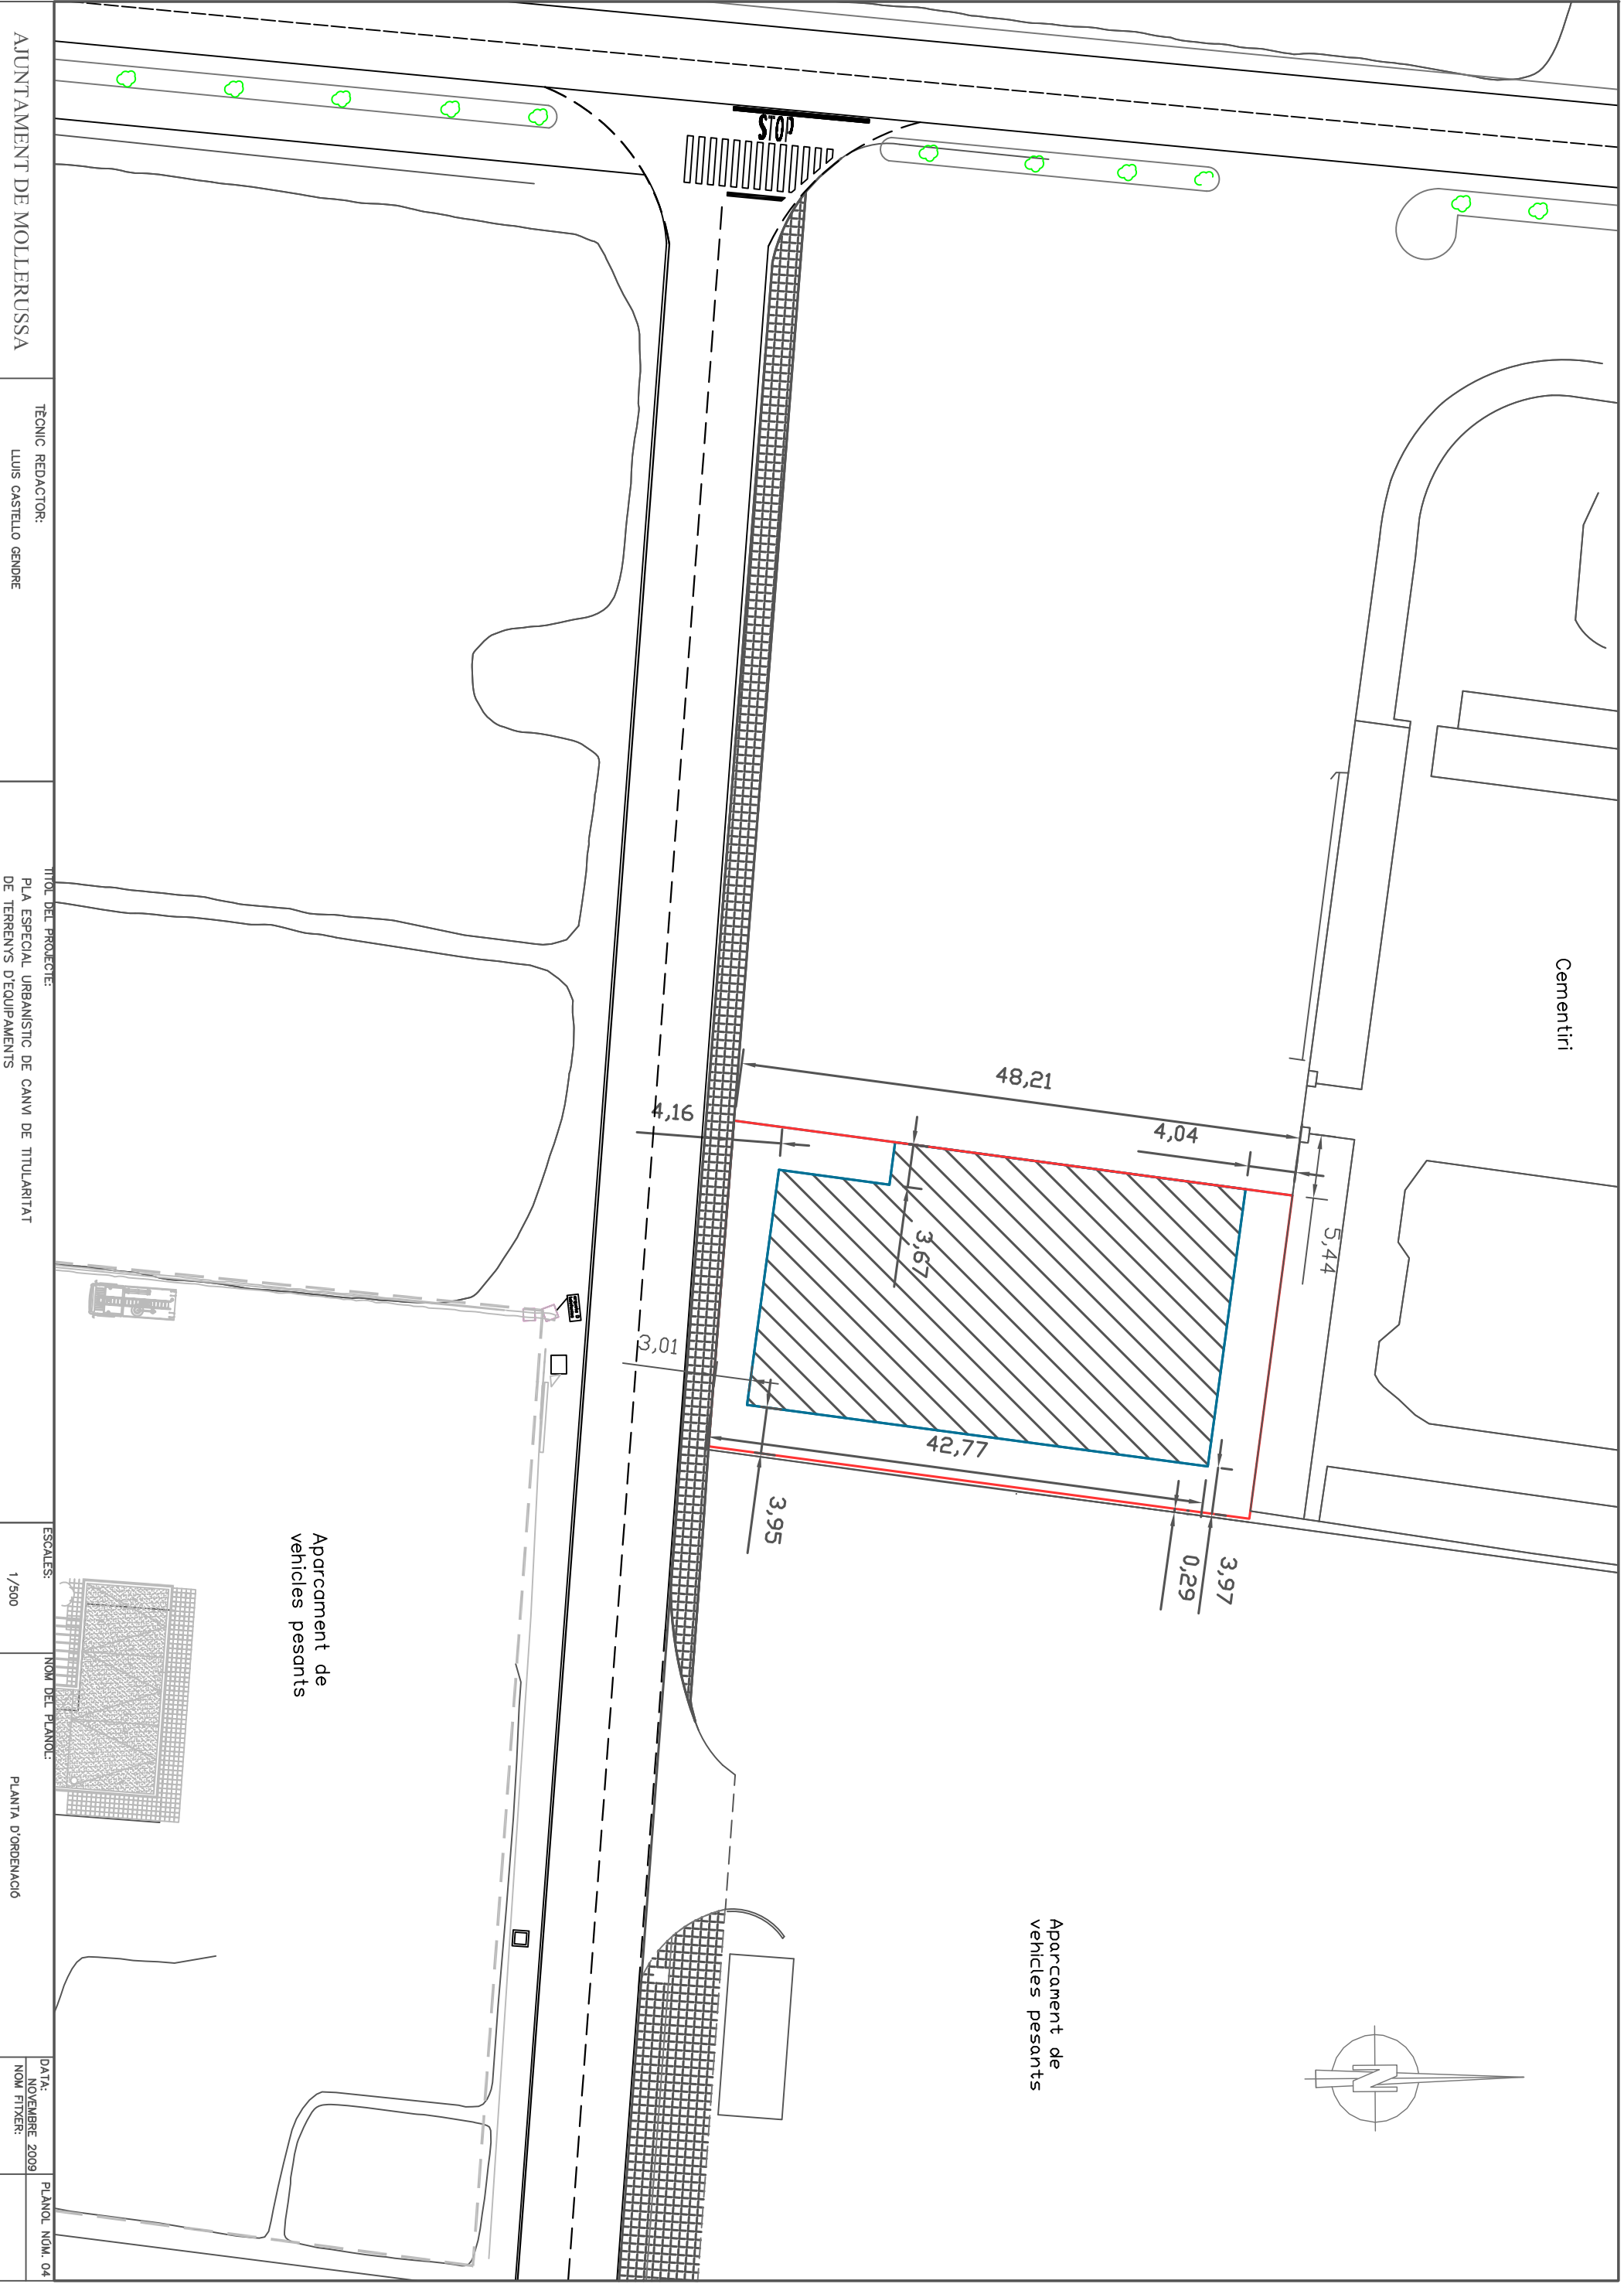 Cementiri
48,21
4,16
4,04
5,44
3,67
3,01
42,77
3,95
3,97
0,29
STOP
Aparcament de
vehicles pesants
Aparcament de
vehicles pesants
N
AJUNTAMENT DE MOLLERUSSA
TÈCNIC REDACTOR:
LLUIS CASTELLO GENDRE
TITOL DEL PROJECTE:
PLA ESPECIAL URBANÍSTIC DE CANVI DE TITULARITAT
DE TERRENYS D'EQUIPAMENTS
ESCALES:
1/500
NOM DEL PLANOL:
PLANTA D'ORDENACIÓ
DATA:
NOVEMBRE 2009
NOM FITXER:
PLÀNOL NÚM. 04